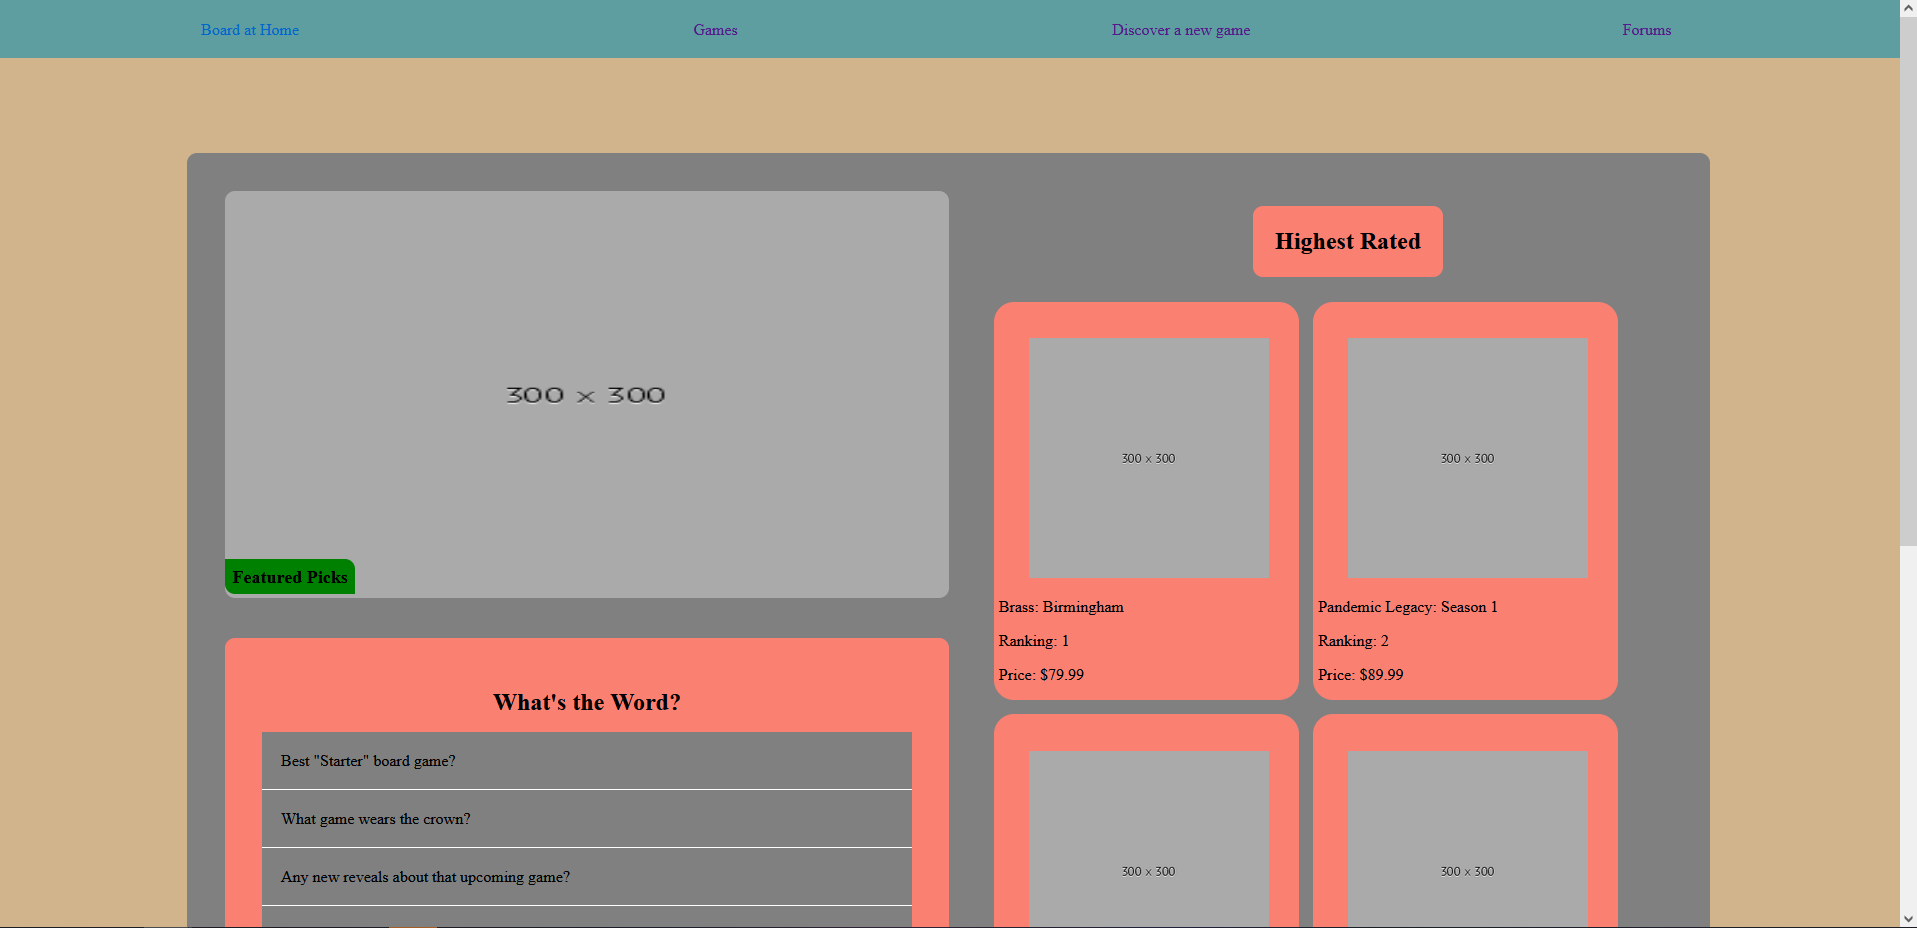 Board at Home
Games
Discover a new game
Forums
300 x 300
Featured Picks
What's the Word?
Best "Starter" board game?
What game wears the crown?
Any new reveals about that upcoming game?
Highest Rated
300 x 300
Brass: Birmingham
Ranking: 1
Price: $79.99
300 x 300
Pandemic Legacy: Season 1
Ranking: 2
Price: $89.99
300 x 300
300 x 300